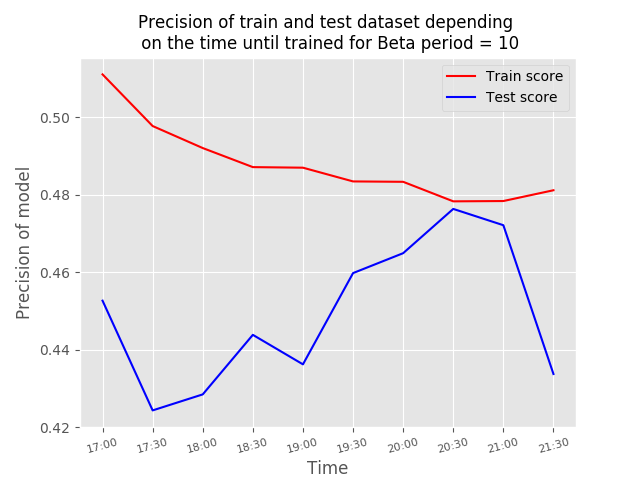 Precision of train and test dataset depending
on the time until trained for Beta period = 10
Train score
Test score
Precision of model
0.50
0.48
0.46
0.44
0.42
17:00 17:30 18:00 18:30 19:00 19:30 20:00 20:30 21:00 21:30
Time